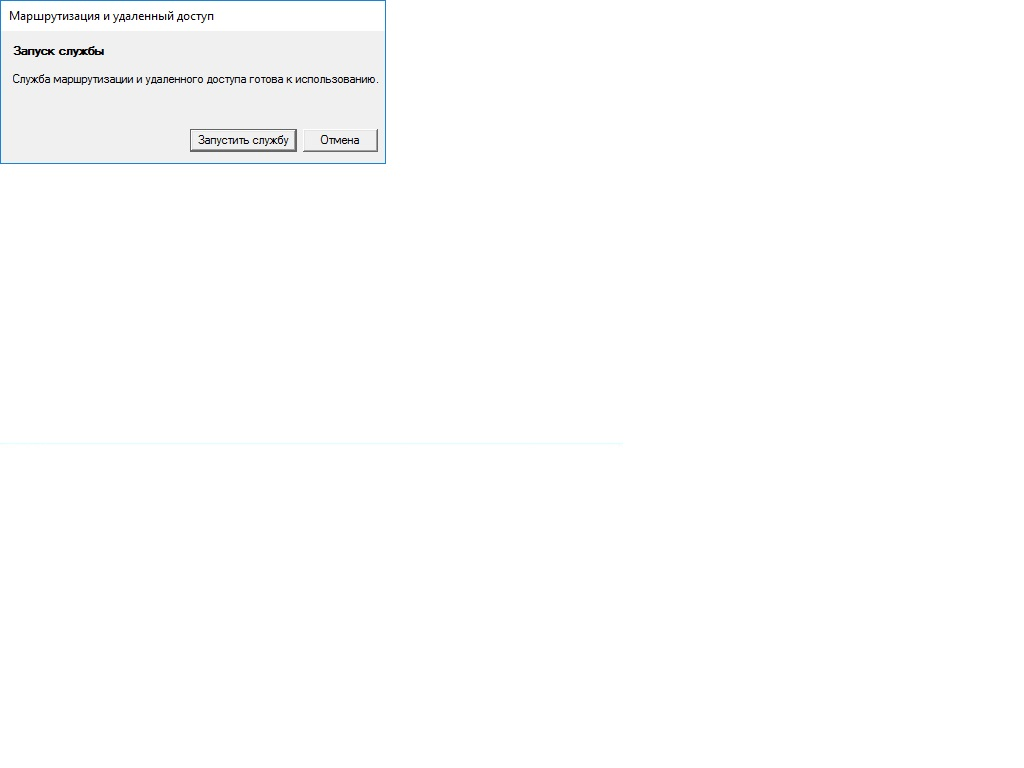 Маршрутизация и удаленный доступ
Запуск службы
Служба маршрутизации и удаленного доступа готова к использованию.
Запустить службу
Отмена